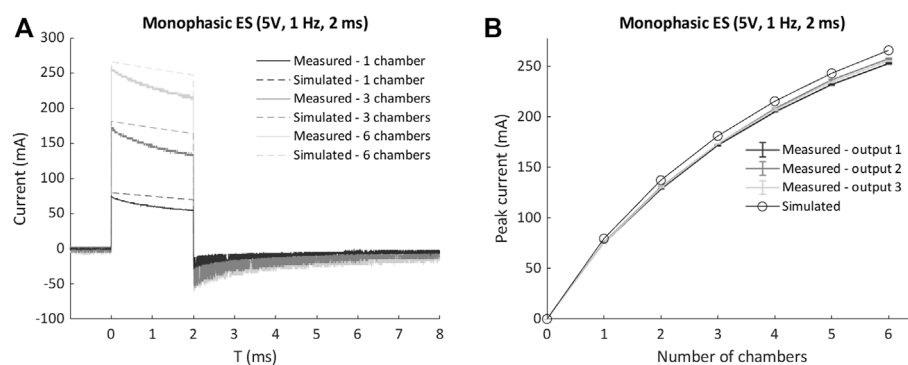 A
Monophasic ES (5V, 1 Hz, 2 ms)
300
250
200
150
100
50
0
-50
-100
Current (mA)
Measured - 1 chamber
Simulated - 1 chamber
Measured - 3 chambers
Simulated - 3 chambers
Measured - 6 chambers
Simulated - 6 chambers
0 1 2 3 4 5 6 7 8
T (ms)
B
Monophasic ES (5V, 1 Hz, 2 ms)
250
200
150
100
50
0
Peak current (mA)
Measured - output 1
Measured - output 2
Measured - output 3
Simulated
0 1 2 3 4 5 6
Number of chambers